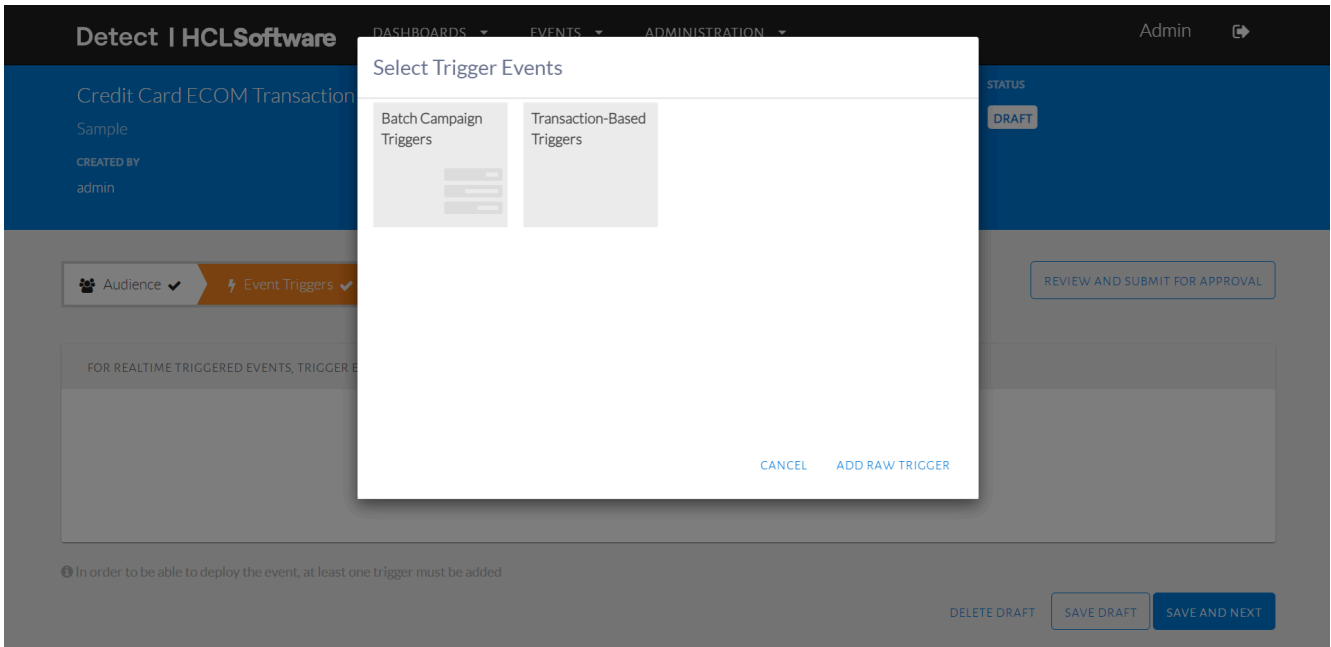 Detect | HCLSoftware DASHBOARDS EVENTS ADMINISTRATION Admin
Select Trigger Events
Credit Card ECOM Transaction
Sample
CREATED BY
admin
STATUS
DRAFT
Batch Campaign
Triggers
Transaction-Based
Triggers
Audience
Event Triggers
REVIEW AND SUBMIT FOR APPROVAL
FOR REALTIME TRIGGERED EVENTS, TRIGGER E
CANCEL ADD RAW TRIGGER
In order to be able to deploy the event, at least one trigger must be added
DELETE DRAFT SAVE DRAFT SAVE AND NEXT